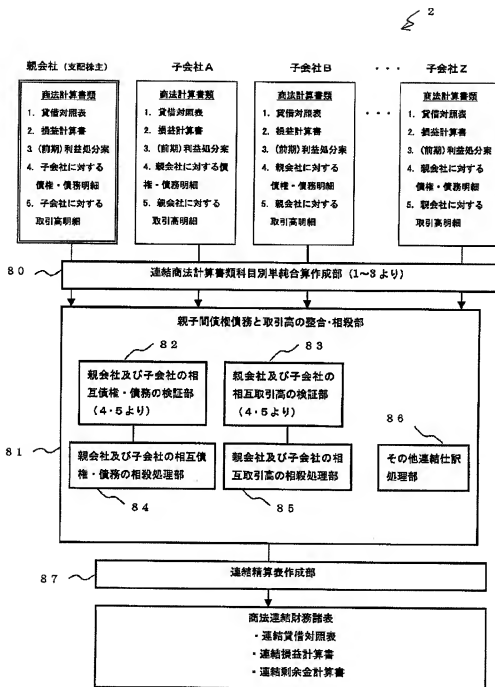 2
親会社（支配株主）
子会社A
子会社B
・・・
子会社Z
商法計算書類
1. 貸借対照表
2. 損益計算書
3. (前期)利益処分案
4. 子会社に対する
債権・債務明細
5. 子会社に対する
取引高明細
商法計算書類
1. 貸借対照表
2. 損益計算書
3. (前期)利益処分案
4. 親会社に対する債
権・債務明細
5. 親会社に対する
取引高明細
商法計算書類
1. 貸借対照表
2. 損益計算書
3. (前期)利益処分案
4. 親会社に対する
債権・債務明細
5. 親会社に対する
取引高明細
・・・
商法計算書類
1. 貸借対照表
2. 損益計算書
3. (前期)利益処分案
4. 親会社に対する
債権・債務明細
5. 親会社に対する
取引高明細
80
連結商法計算書類科目別単純合算作成部（1〜3より）
親子間債権債務と取引高の整合・相殺部
82
83
親会社及び子会社の相
互債権・債務の検証部
（4・5より）
親会社及び子会社の
相互取引高の検証部
（4・5より）
86
81
親会社及び子会社の相互債
権・債務の相殺処理部
親会社及び子会社の相
互取引高の相殺処理部
その他連結仕訳
処理部
84
85
87
連結精算表作成部
商法連結財務諸表
・連結貸借対照表
・連結損益計算書
・連結剰余金計算書